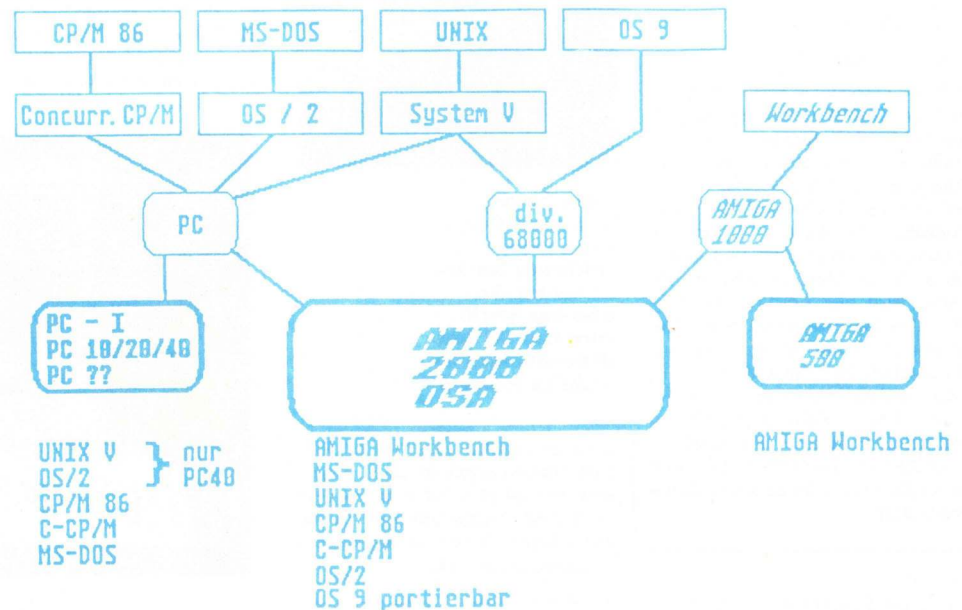 CP/M 86
MS-DOS
UNIX
OS 9
Concurr. CP/M
OS / 2
System V
Workbench
PC
div.
68000
AMIGA
1000
PC - I
PC 10/20/40
PC ??
AMIGA
2000
OSA
AMIGA
500
UNIX V
OS/2
} nur
PC40
CP/M 86
C-CP/M
MS-DOS
AMIGA Workbench
MS-DOS
UNIX V
CP/M 86
C-CP/M
OS/2
OS 9 portierbar
AMIGA Workbench